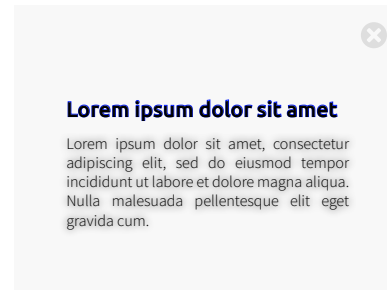 Lorem ipsum dolor sit amet
Lorem ipsum dolor sit amet, consectetur
adipiscing elit, sed do eiusmod tempor
incididunt ut labore et dolore magna aliqua.
Nulla malesuada pellentesque elit eget
gravida cum.